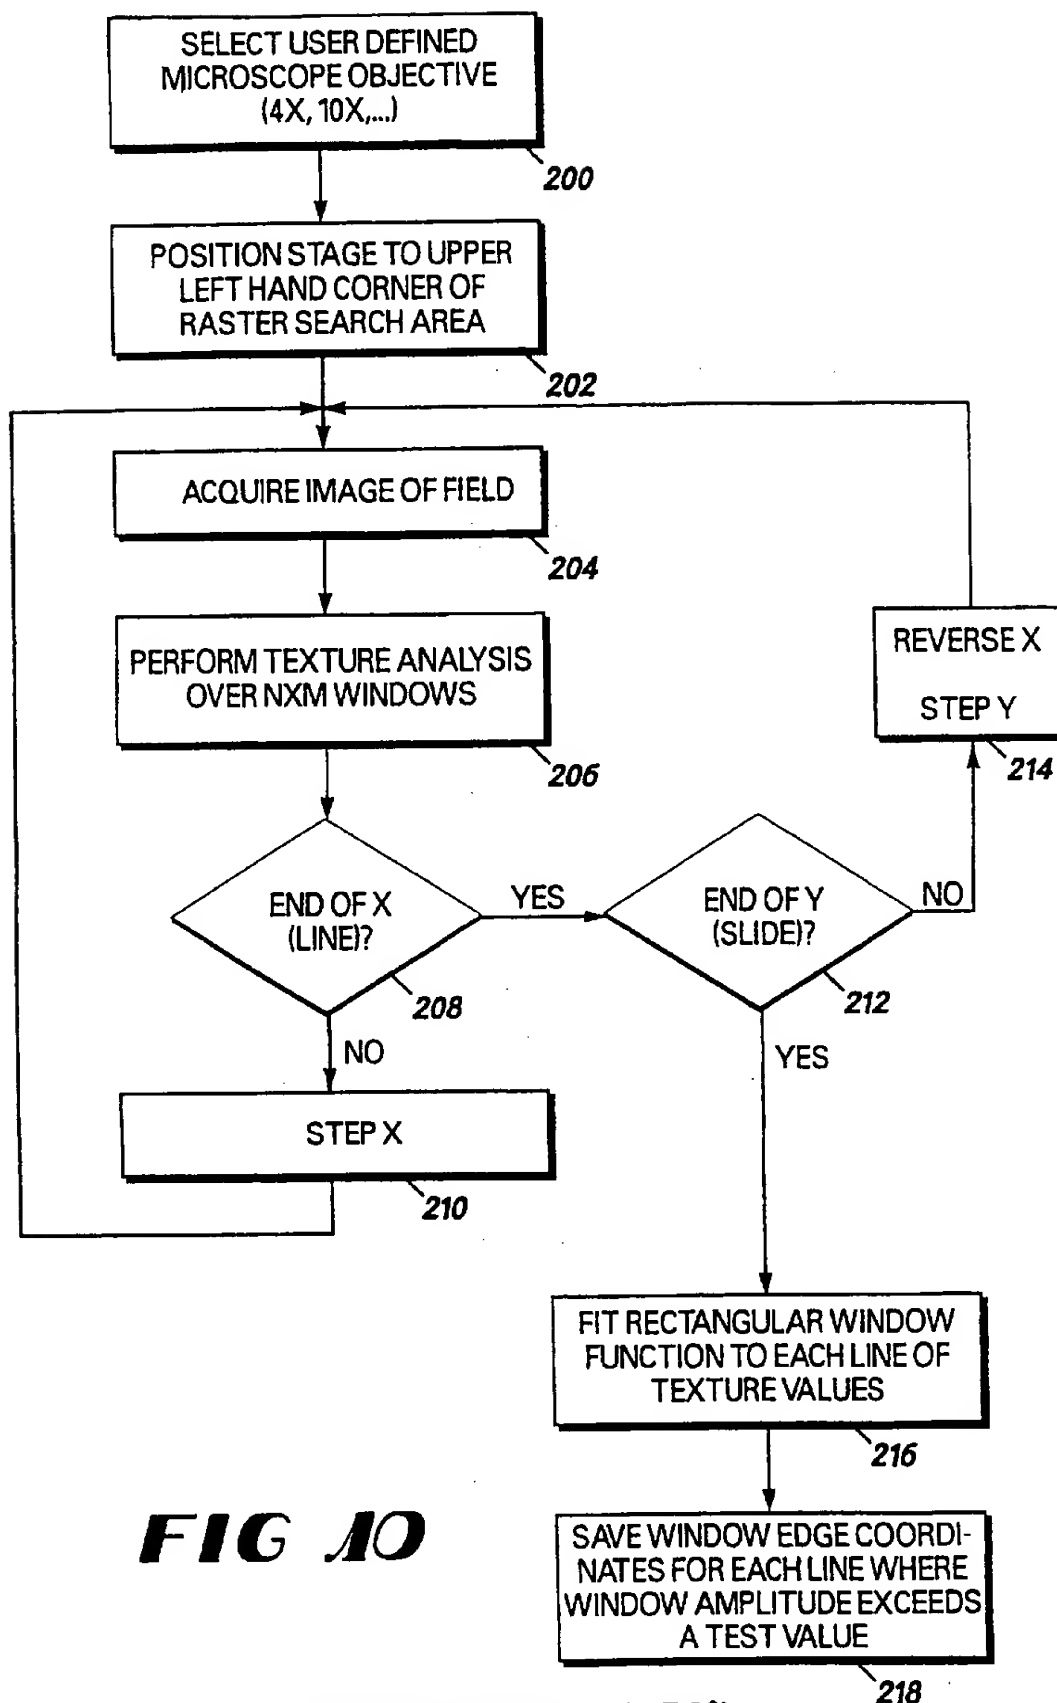 SELECT USER DEFINED
MICROSCOPE OBJECTIVE
(4X, 10X,...)
200
POSITION STAGE TO UPPER
LEFT HAND CORNER OF
RASTER SEARCH AREA
202
ACQUIRE IMAGE OF FIELD
204
PERFORM TEXTURE ANALYSIS
OVER NXM WINDOWS
206
REVERSE X
STEP Y
214
END OF X
(LINE)?
208
YES
END OF Y
(SLIDE)?
212
NO
NO
YES
STEP X
210
FIT RECTANGULAR WINDOW
FUNCTION TO EACH LINE OF
TEXTURE VALUES
216
SAVE WINDOW EDGE COORDI-
NATES FOR EACH LINE WHERE
WINDOW AMPLITUDE EXCEEDS
A TEST VALUE
218
FIG 10